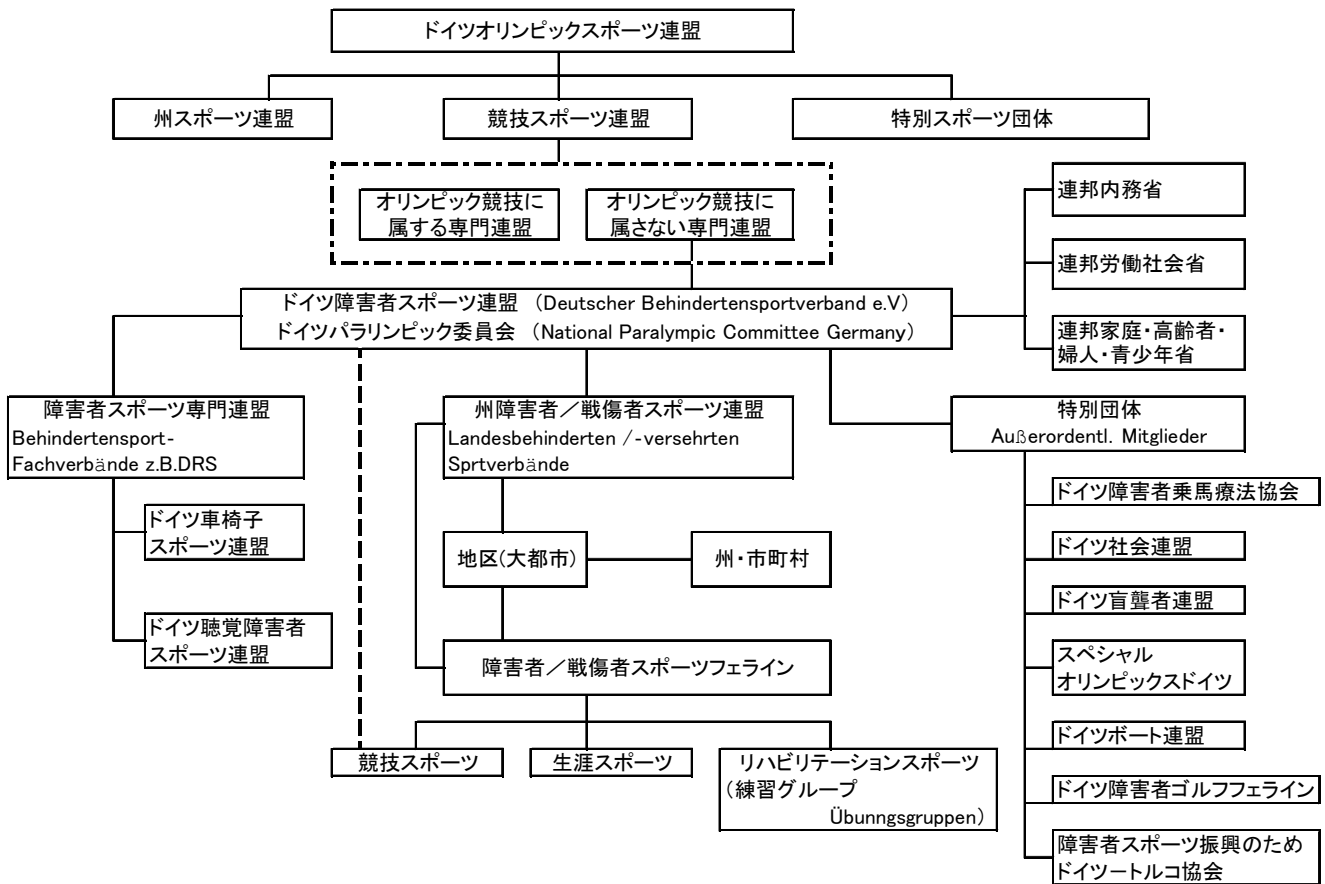 ドイツオリンピックスポーツ連盟
州スポーツ連盟
競技スポーツ連盟
特別スポーツ団体
オリンピック競技に
属する専門連盟
オリンピック競技に
属さない専門連盟
連邦内務省
連邦労働社会省
連邦家庭・高齢者・
婦人・青少年省
ドイツ障害者スポーツ連盟 (Deutscher Behindertensportverband e.V)
ドイツパラリンピック委員会 (National Paralympic Committee Germany)
障害者スポーツ専門連盟
Behindertensport-
Fachverbände z.B.DRS
州障害者／戦傷者スポーツ連盟
Landesbehinderten /-versehrten
Sprtverbände
特別団体
Außerordentl. Mitglieder
ドイツ車椅子
スポーツ連盟
ドイツ聴覚障害者
スポーツ連盟
地区(大都市)
州・市町村
障害者／戦傷者スポーツフェライン
競技スポーツ
生涯スポーツ
リハビリテーションスポーツ
(練習グループ
Übunngsgruppen)
ドイツ障害者乗馬療法協会
ドイツ社会連盟
ドイツ盲聾者連盟
スペシャル
オリンピックスドイツ
ドイツボート連盟
ドイツ障害者ゴルフフェライン
障害者スポーツ振興のため
ドイツートルコ協会